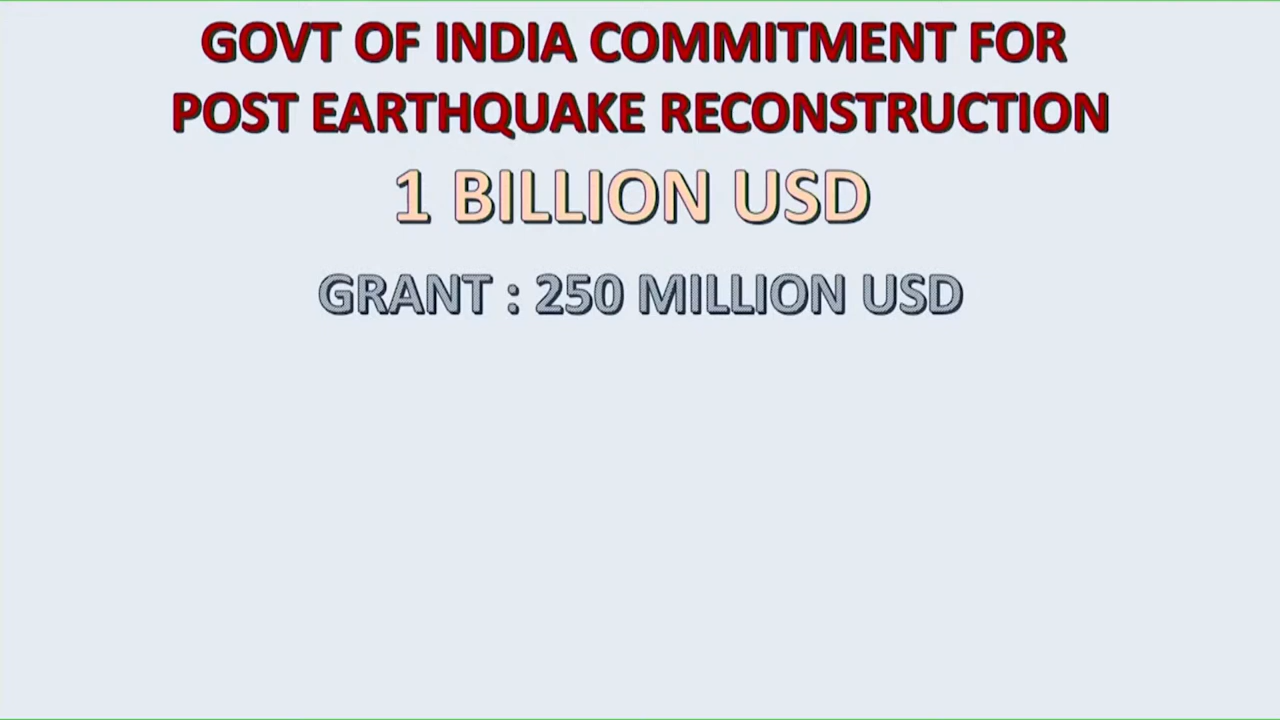 GOVT OF INDIA COMMITMENT FOR
POST EARTHQUAKE RECONSTRUCTION
1 BILLION USD
GRANT : 250 MILLION USD